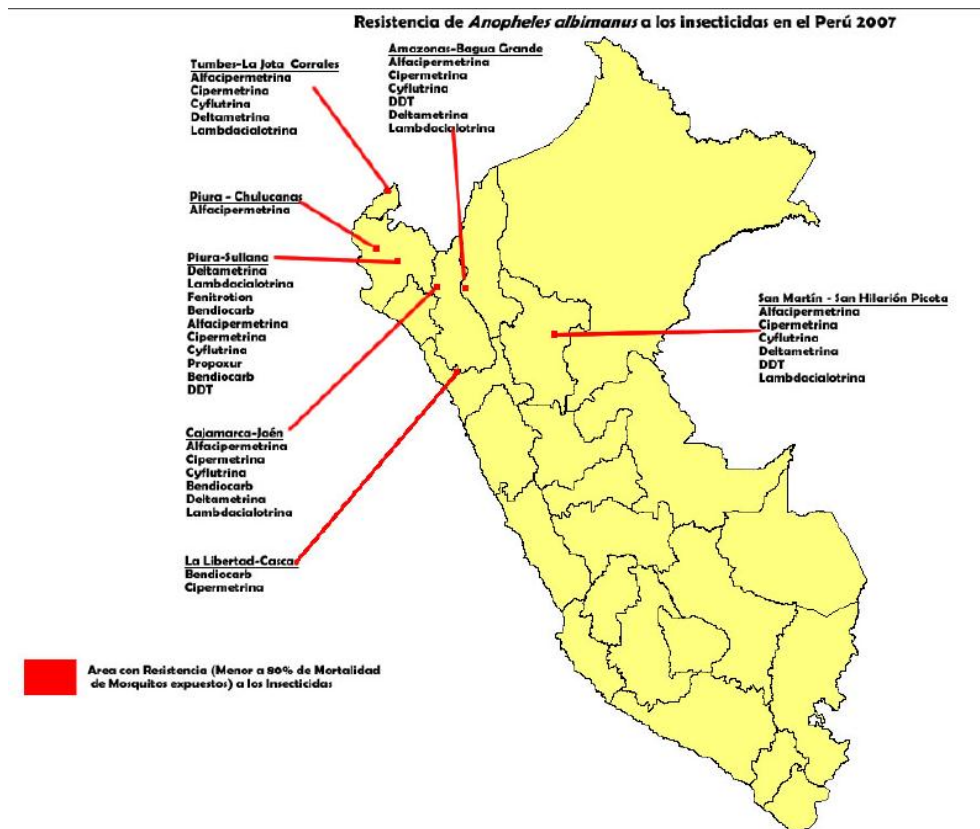 Resistencia de Anopheles albimanus a los insecticidas en el Perú 2007
Tumbes-La Jota Corrales
Alfacipermetrina
Cipermetrina
Cyflutrina
Deltametrina
Lambdacialotrina
Amazonas-Bagua Grande
Alfacipermetrina
Cipermetrina
Cyflutrina
DDT
Deltametrina
Lambdacialotrina
Piura - Chulucanas
Alfacipermetrina
Piura-Sullana
Deltametrina
Lambdacialotrina
Fenitrotion
Bendiocarb
Alfacipermetrina
Cipermetrina
Cyflutrina
Propoxur
Bendiocarb
DDT
San Martín - San Hilarión Picota
Alfacipermetrina
Cipermetrina
Cyflutrina
Deltametrina
DDT
Lambdacialotrina
Cajamarca-Jaén
Alfacipermetrina
Cipermetrina
Cyflutrina
Bendiocarb
Deltametrina
Lambdacialotrina
La Libertad-Casca
Bendiocarb
Cipermetrina
Area con Resistencia (Menor a 80% de Mortalidad
de Mosquitos expuestos) a los Insecticidas